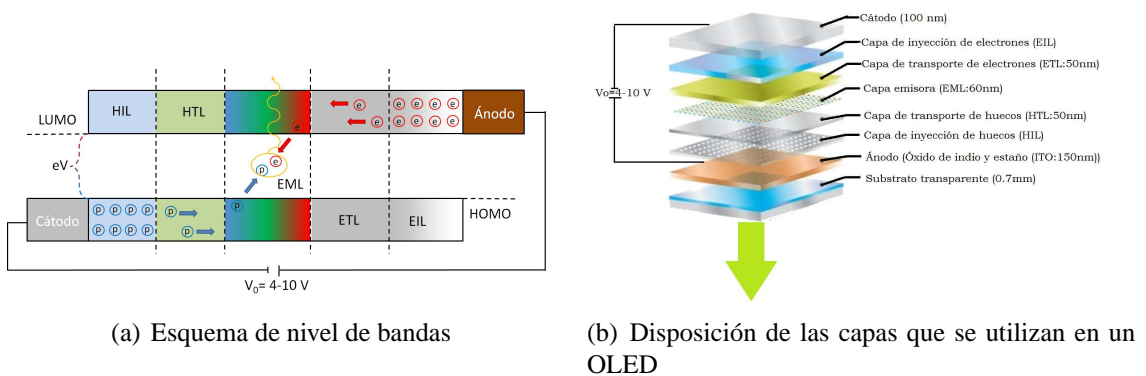 HIL
HTL
Ánodo
LUMO
e
e
e
e
e
e
e
e
e
e
e
e
eV
e
p
EML
Cátodo
p
p
p
p
p
p
p
p
p
p
p
ETL
EIL
HOMO
V0= 4-10 V
(a) Esquema de nivel de bandas
Cátodo (100 nm)
Capa de inyección de electrones (EIL)
Capa de transporte de electrones (ETL:50nm)
Vo=4-10 V
Capa emisora (EML:60nm)
Capa de transporte de huecos (HTL:50nm)
Capa de inyección de huecos (HIL)
Ánodo (Óxido de indio y estaño (ITO:150nm))
Substrato transparente (0.7mm)
(b) Disposición de las capas que se utilizan en un
OLED